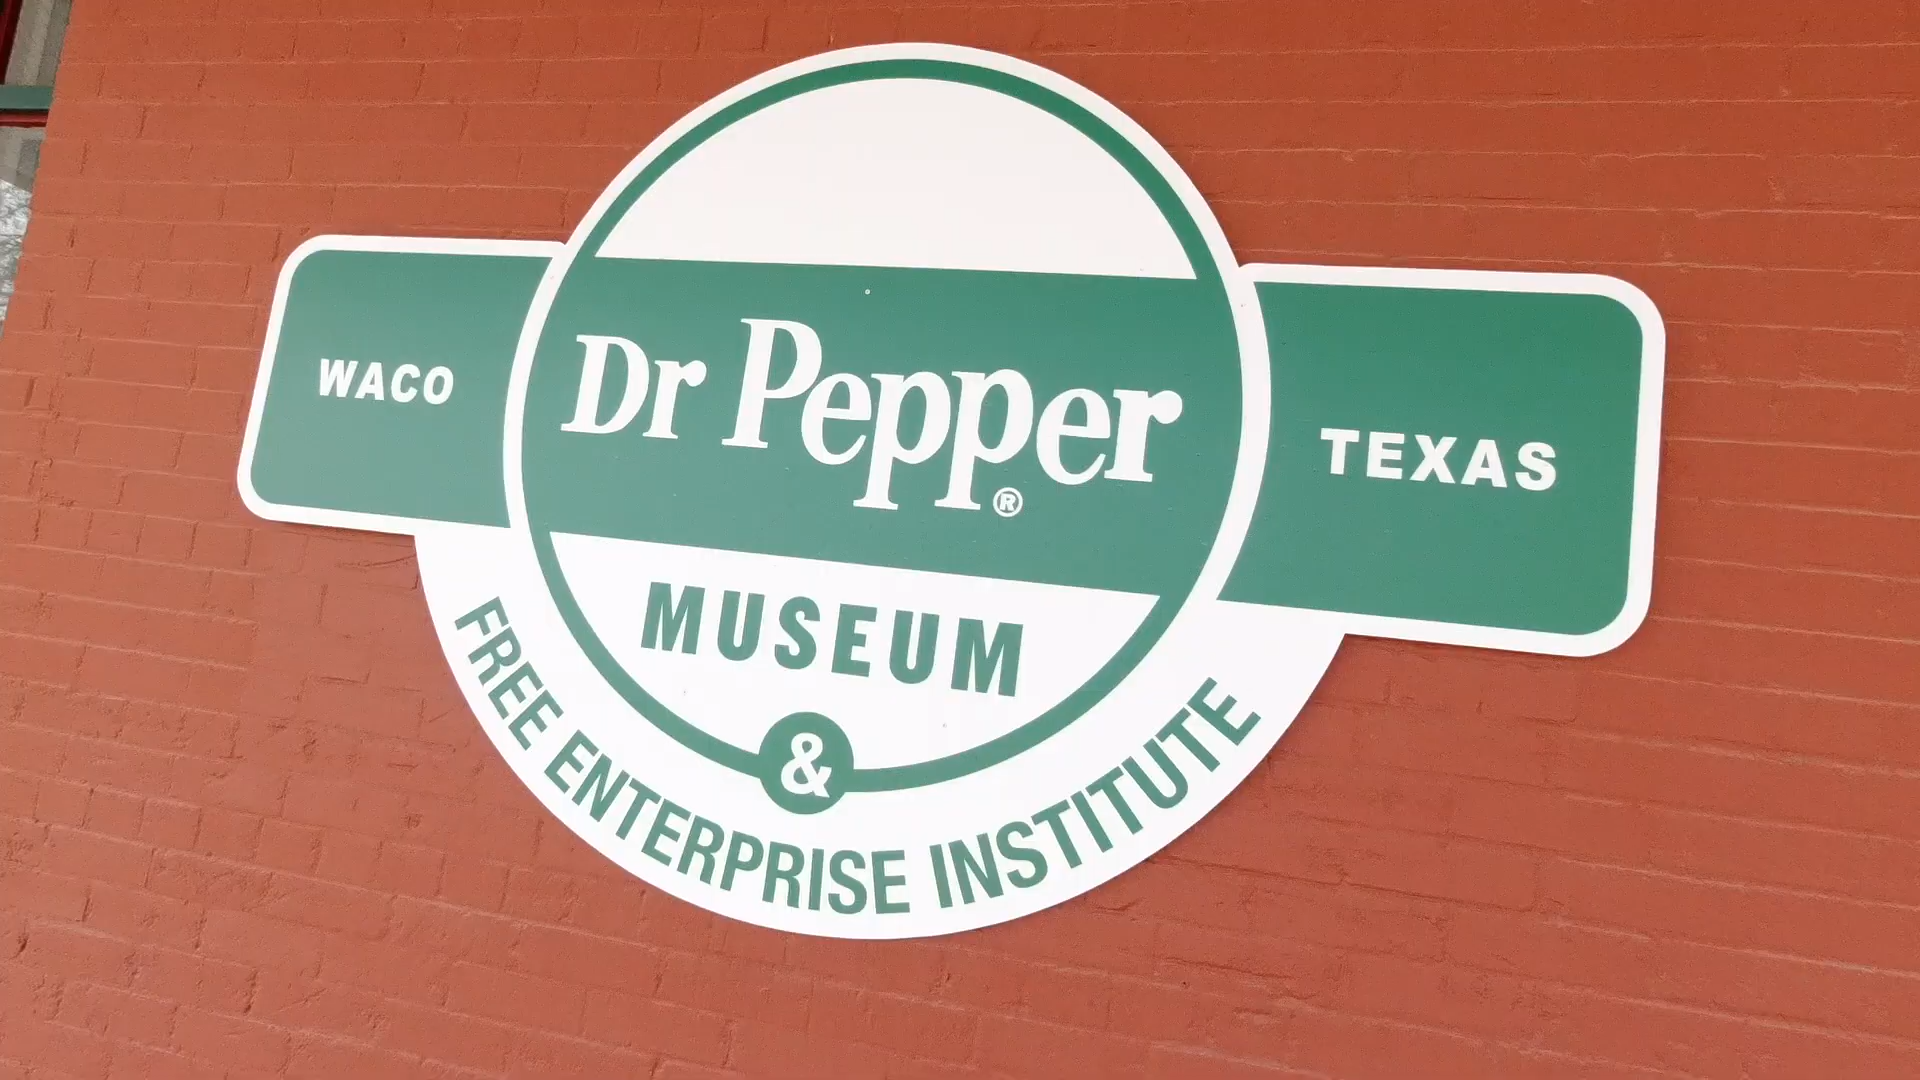 WACO
Dr Pepper®
TEXAS
MUSEUM
&
FREE ENTERPRISE INSTITUTE